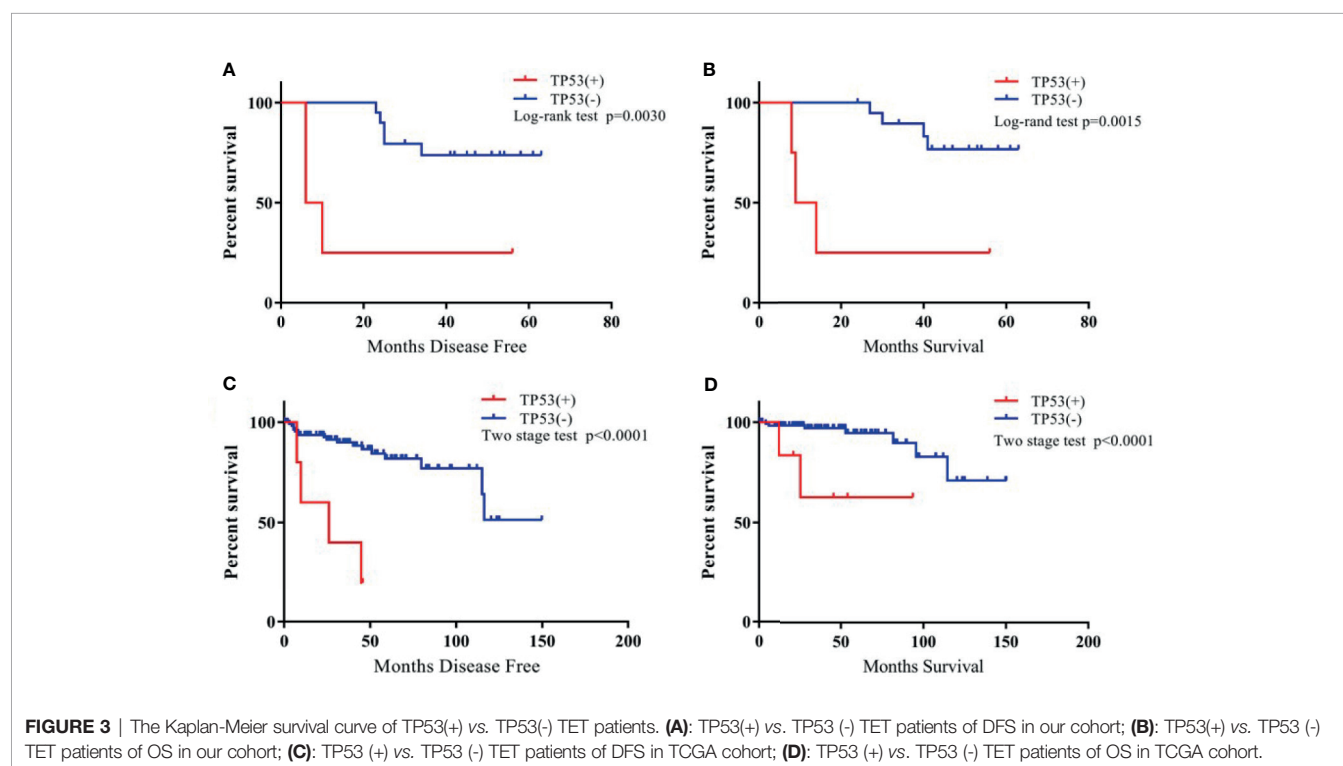 A
TP53(+)
TP53(-)
Log-rank test p=0.0030
100
50
0
Percent survival
0 20 40 60 80
Months Disease Free
B
TP53(+)
TP53(-)
Log-rand test p=0.0015
100
50
0
Percent survival
0 20 40 60 80
Months Survival
C
TP53(+)
TP53(-)
Two stage test p<0.0001
100
50
0
Percent survival
0 50 100 150 200
Months Disease Free
D
TP53(+)
TP53(-)
Two stage test p<0.0001
100
50
0
Percent survival
0 50 100 150 200
Months Survival
FIGURE 3 | The Kaplan-Meier survival curve of TP53(+) vs. TP53(-) TET patients. (A): TP53(+) vs. TP53 (-) TET patients of DFS in our cohort; (B): TP53(+) vs. TP53 (-)
TET patients of OS in our cohort; (C): TP53 (+) vs. TP53 (-) TET patients of DFS in TCGA cohort; (D): TP53 (+) vs. TP53 (-) TET patients of OS in TCGA cohort.